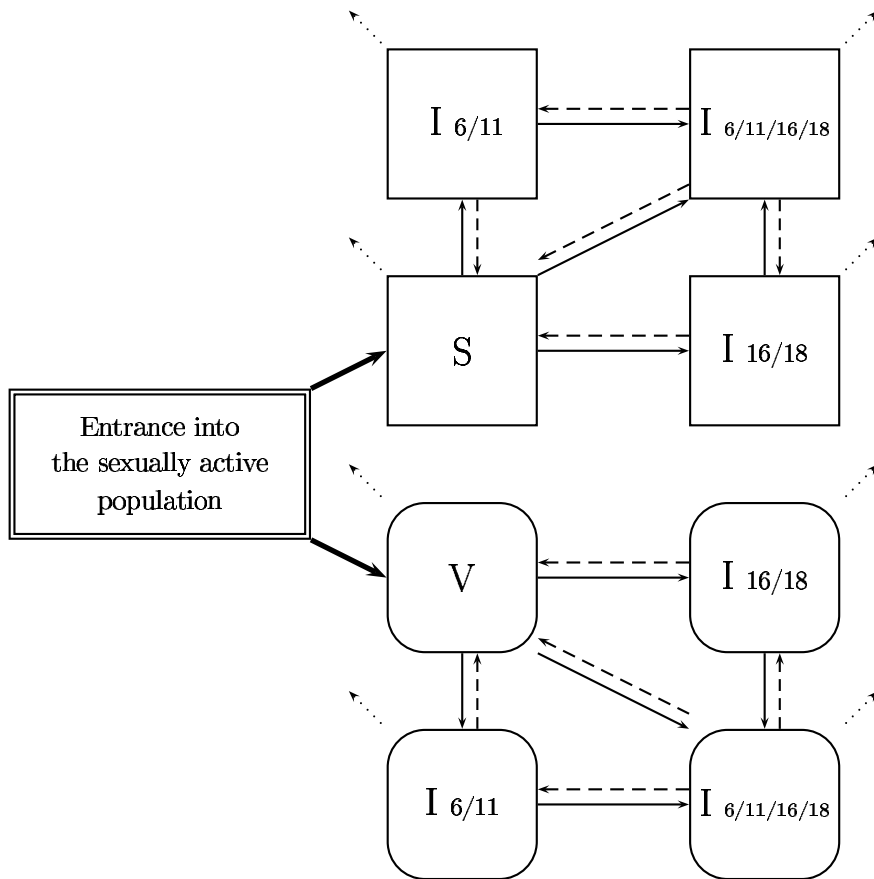 I 6/11
I 6/11/16/18
S
I 16/18
Entrance into
the sexually active
population
V
I 16/18
I 6/11
I 6/11/16/18